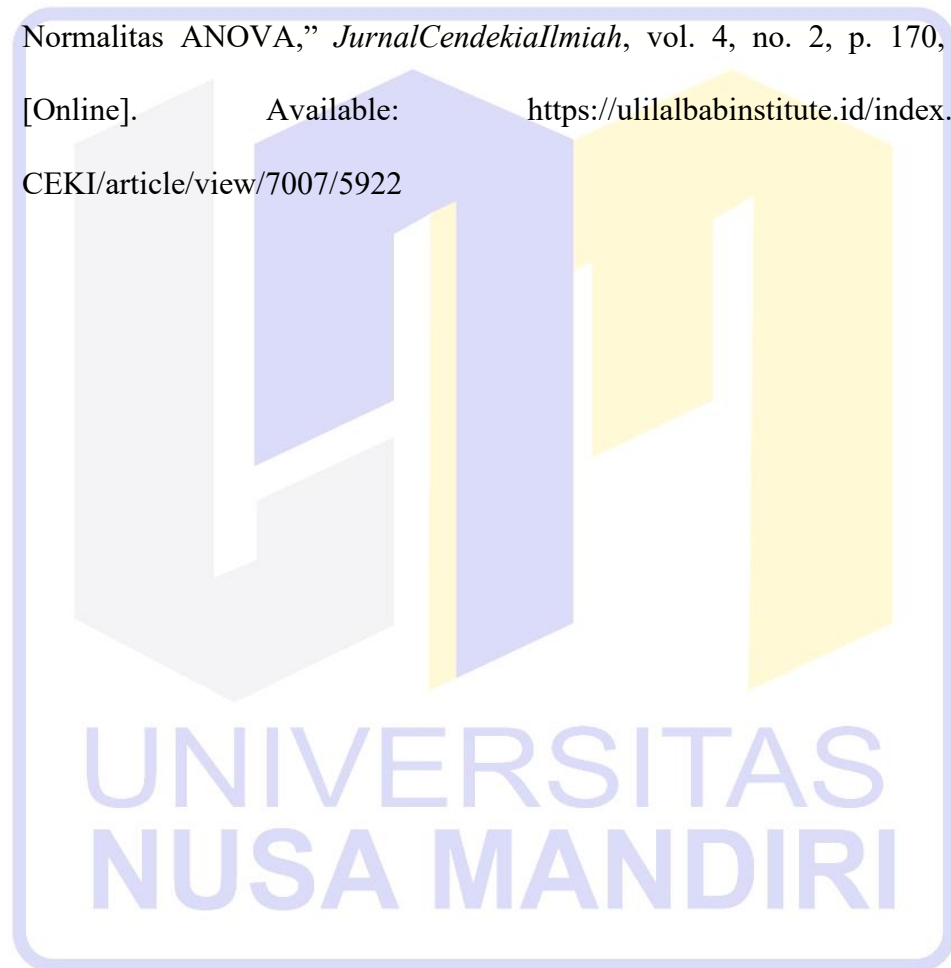 Normalitas ANOVA,” JurnalCendekiaIlmiah, vol. 4, no. 2, p. 170,
[Online]. Available: https://ulilalbabinstitute.id/index.
CEKI/article/view/7007/5922
UNIVERSITAS
NUSA MANDIRI